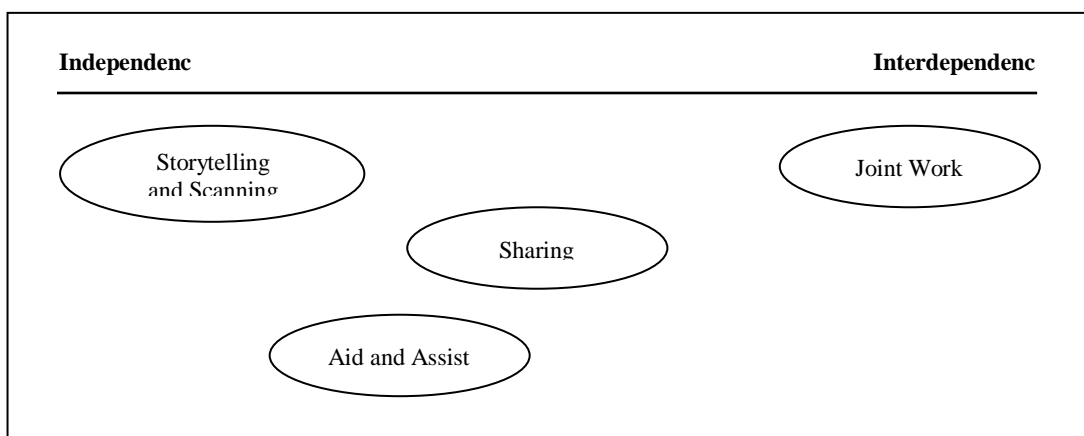 Independenc
Interdependenc
Storytelling
and Scanning
Joint Work
Sharing
Aid and Assist